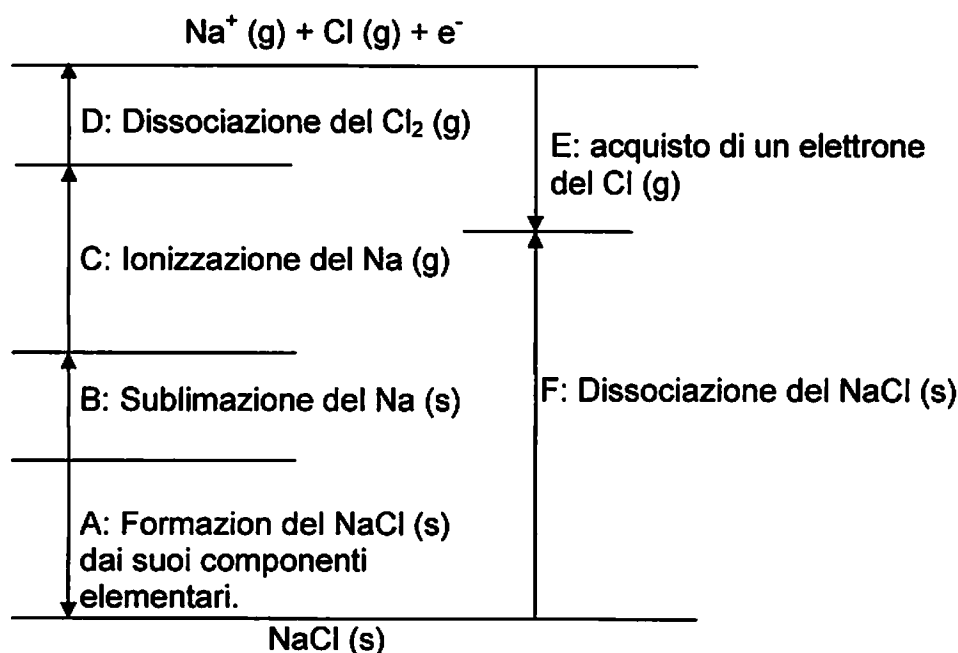 Na⁺ (g) + Cl (g) + e⁻
D: Dissociazione del Cl₂ (g)
E: acquisto di un elettrone
del Cl (g)
C: Ionizzazione del Na (g)
B: Sublimazione del Na (s)
F: Dissociazione del NaCl (s)
A: Formazion del NaCl (s)
dai suoi componenti
elementari.
NaCl (s)